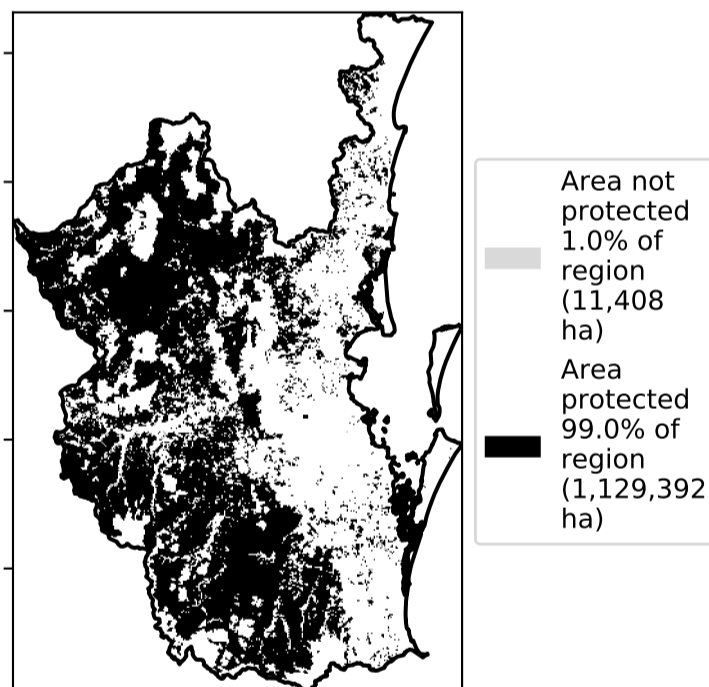 Area not
protected
1.0% of
region
(11,408
ha)
Area
protected
99.0% of
region
(1,129,392
ha)